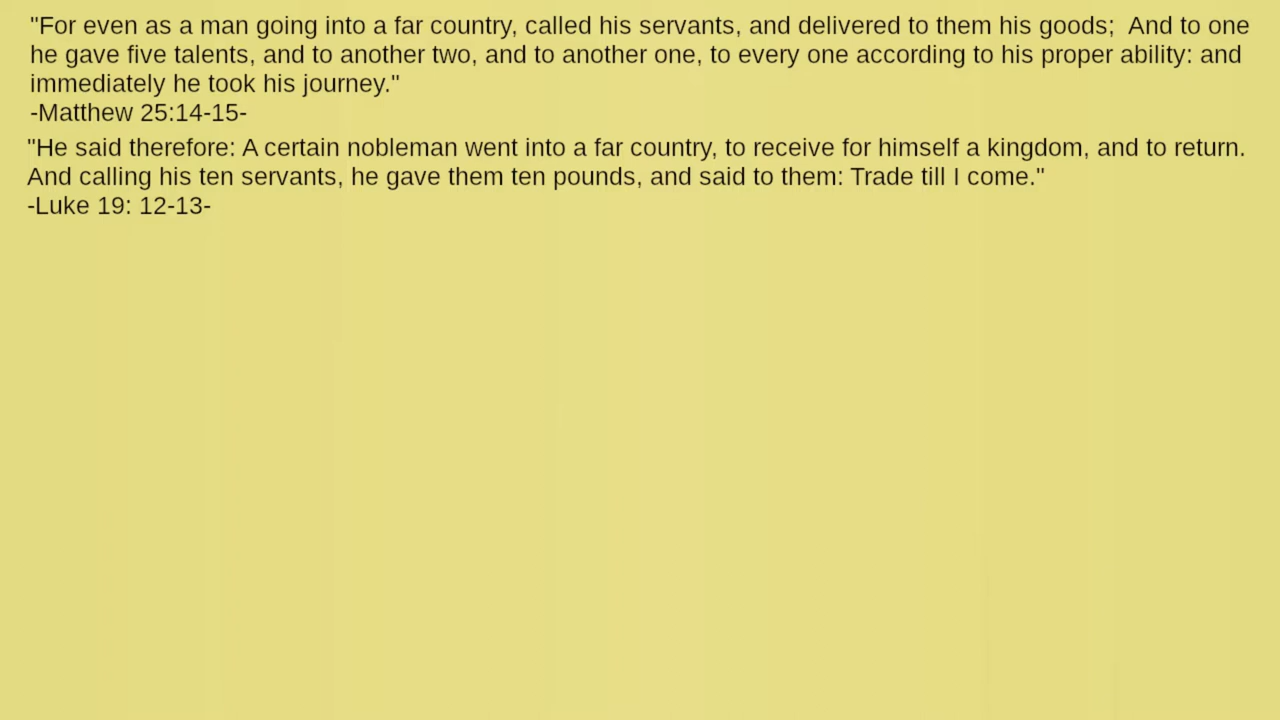 "For even as a man going into a far country, called his servants, and delivered to them his goods;  And to one
he gave five talents, and to another two, and to another one, to every one according to his proper ability: and
immediately he took his journey."
-Matthew 25:14-15-
"He said therefore: A certain nobleman went into a far country, to receive for himself a kingdom, and to return.
And calling his ten servants, he gave them ten pounds, and said to them: Trade till I come."
-Luke 19: 12-13-